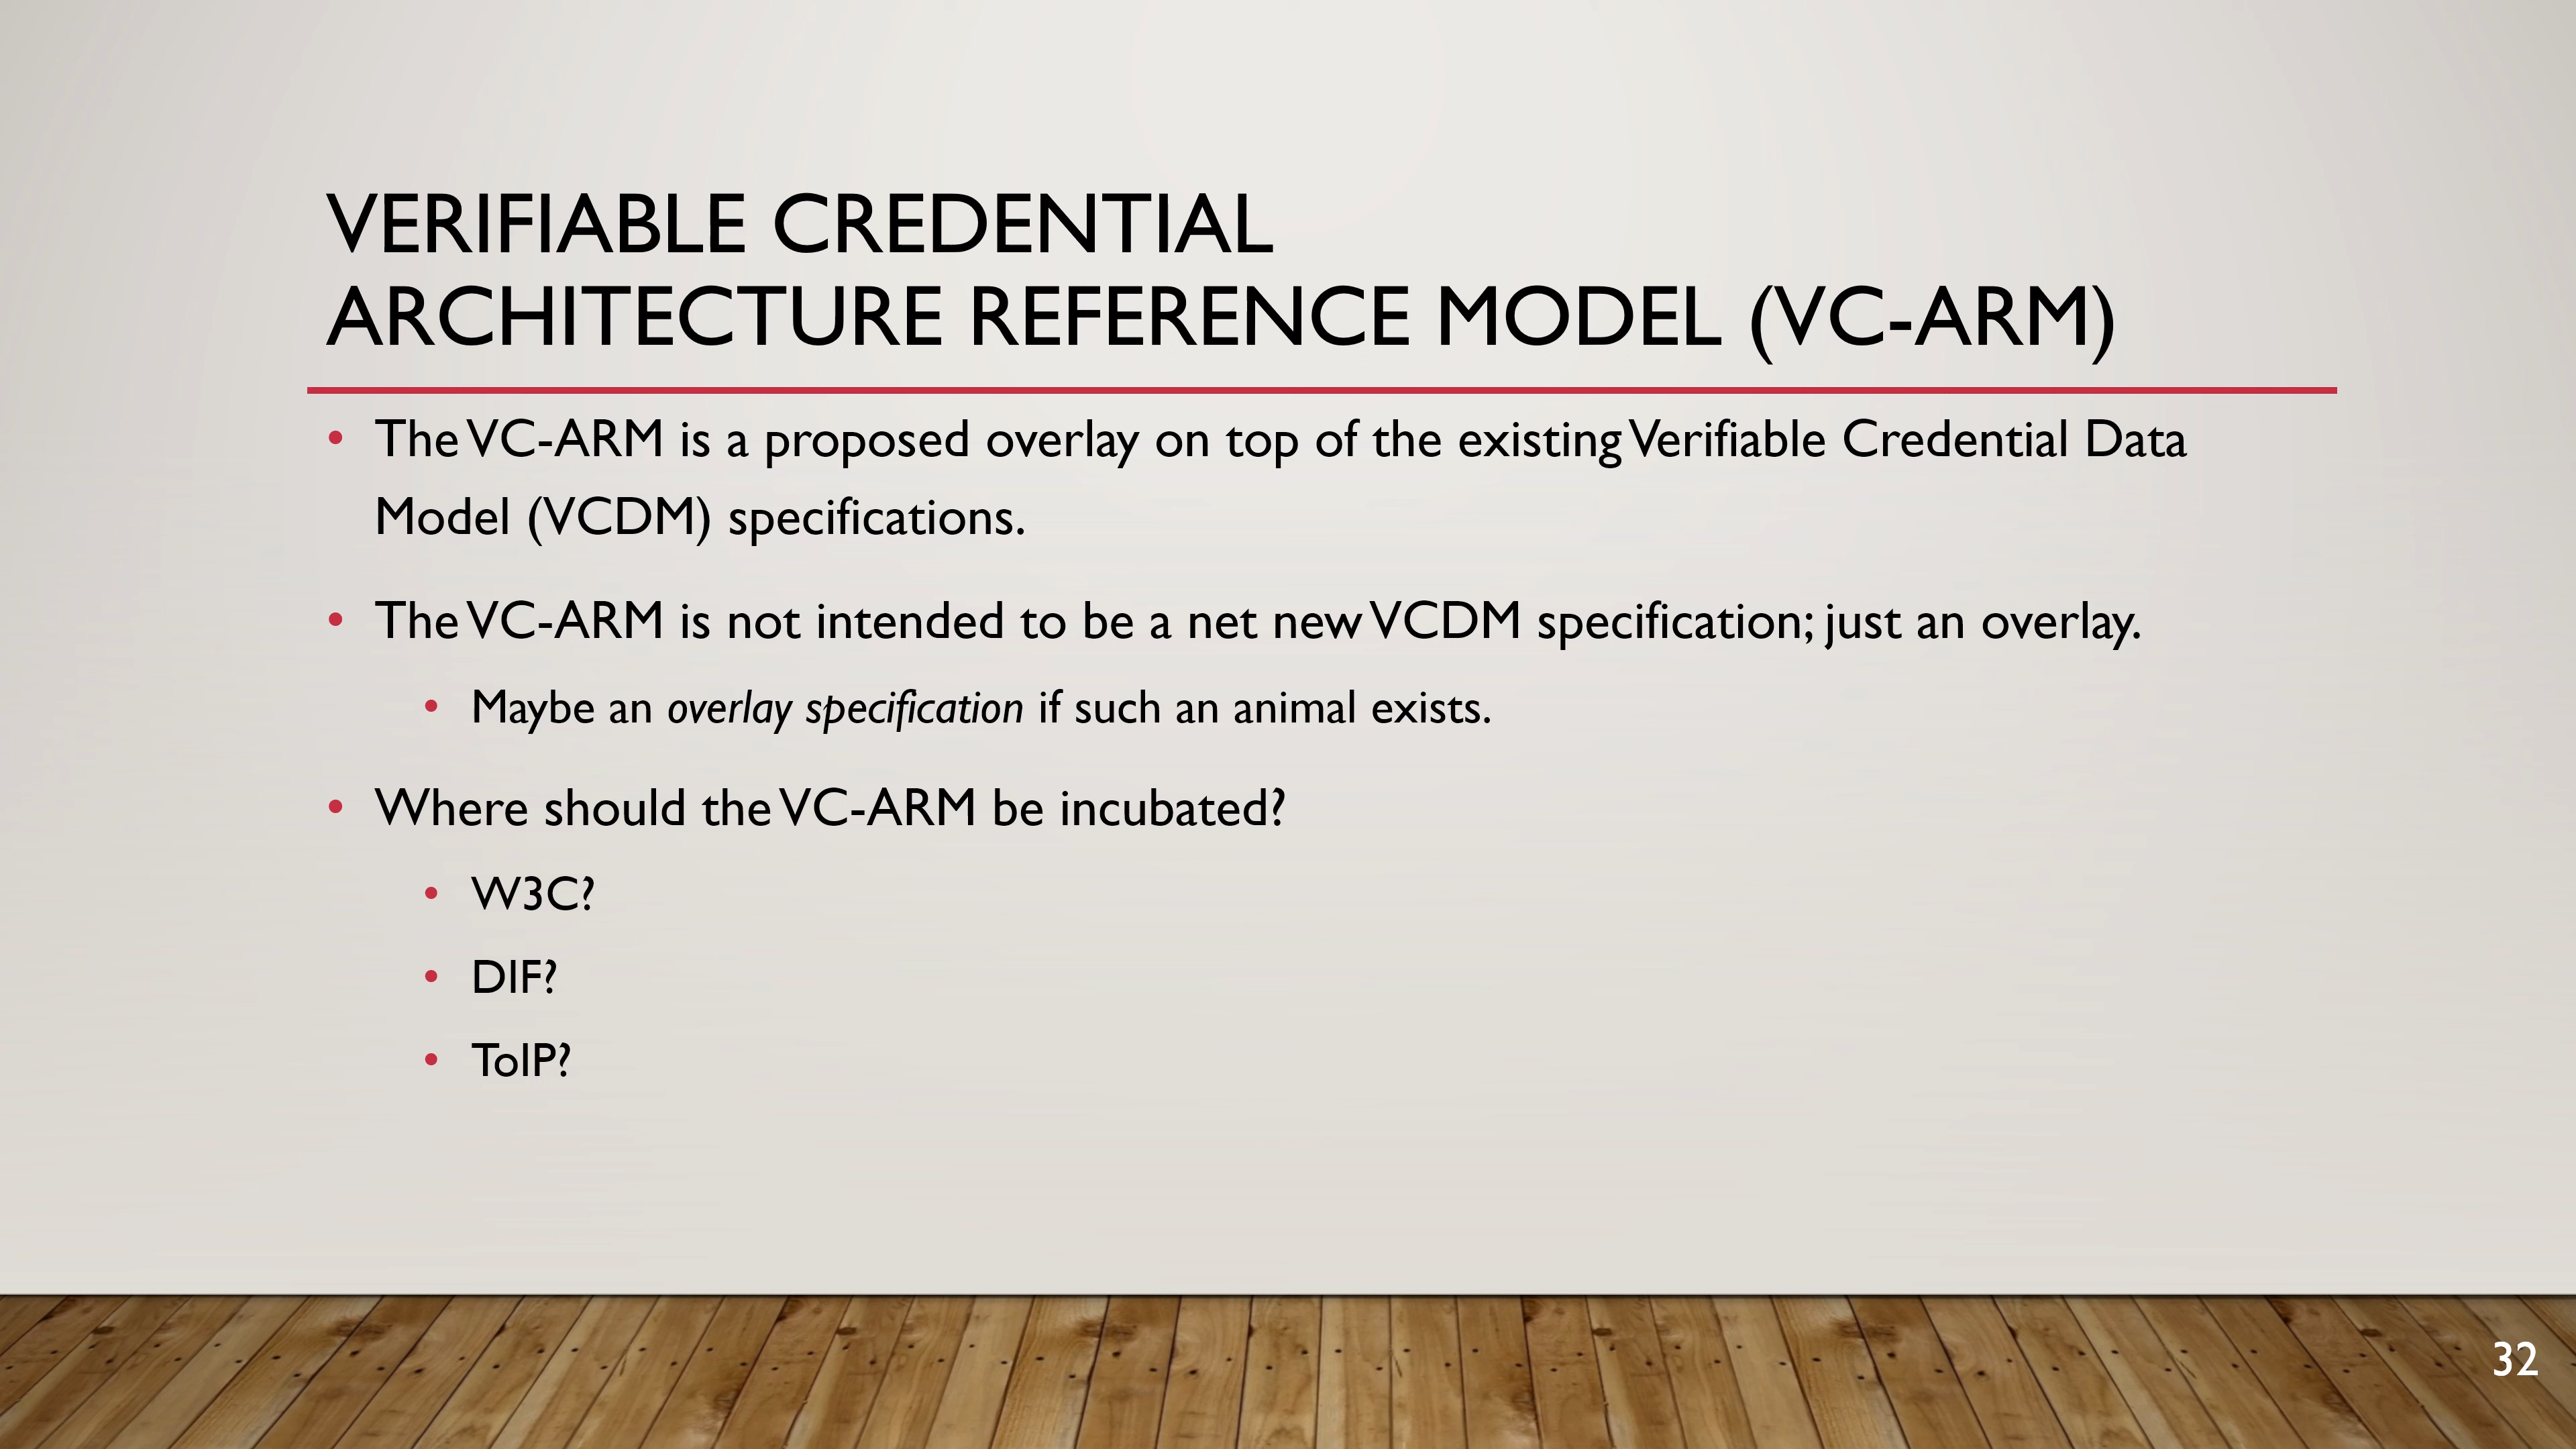 VERIFIABLE CREDENTIAL
ARCHITECTURE REFERENCE MODEL (VC-ARM)
• The VC-ARM is a proposed overlay on top of the existing Verifiable Credential Data
Model (VCDM) specifications.
• The VC-ARM is not intended to be a net new VCDM specification; just an overlay.
• Maybe an overlay specification if such an animal exists.
• Where should the VC-ARM be incubated?
• W3C?
• DIF?
• ToIP?
32